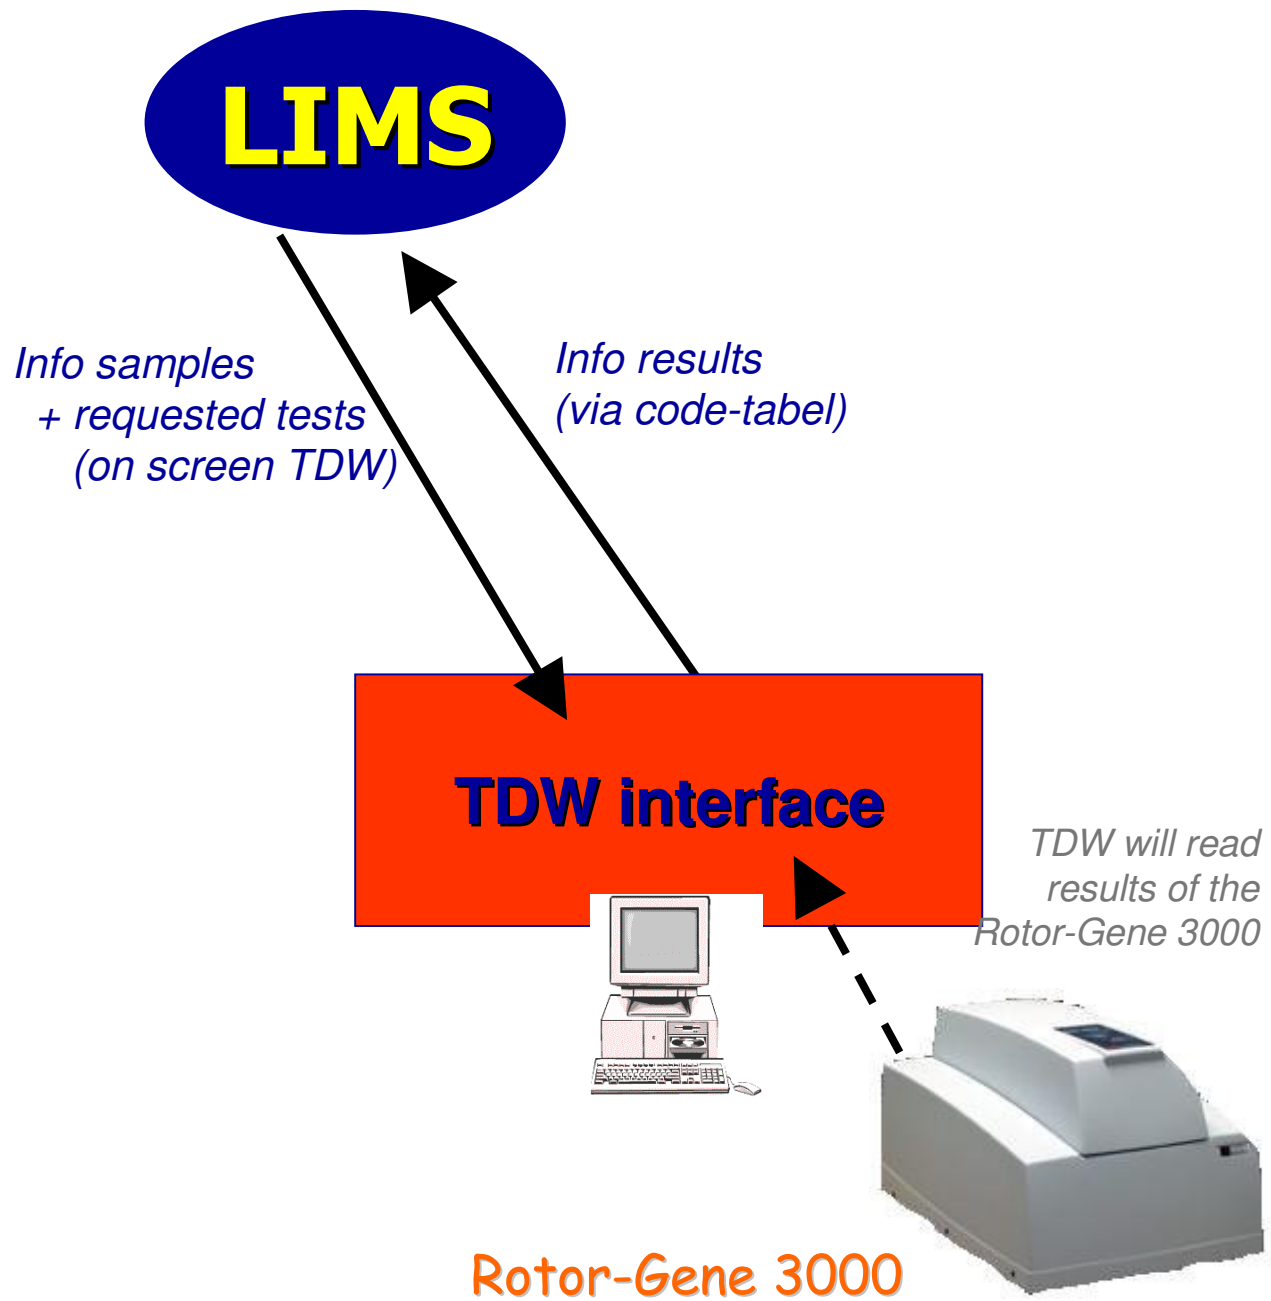 LIMS
Info samples
+ requested tests
(on screen TDW)
Info results
(via code-tabel)
TDW interface
TDW will read
results of the
Rotor-Gene 3000
Rotor-Gene 3000